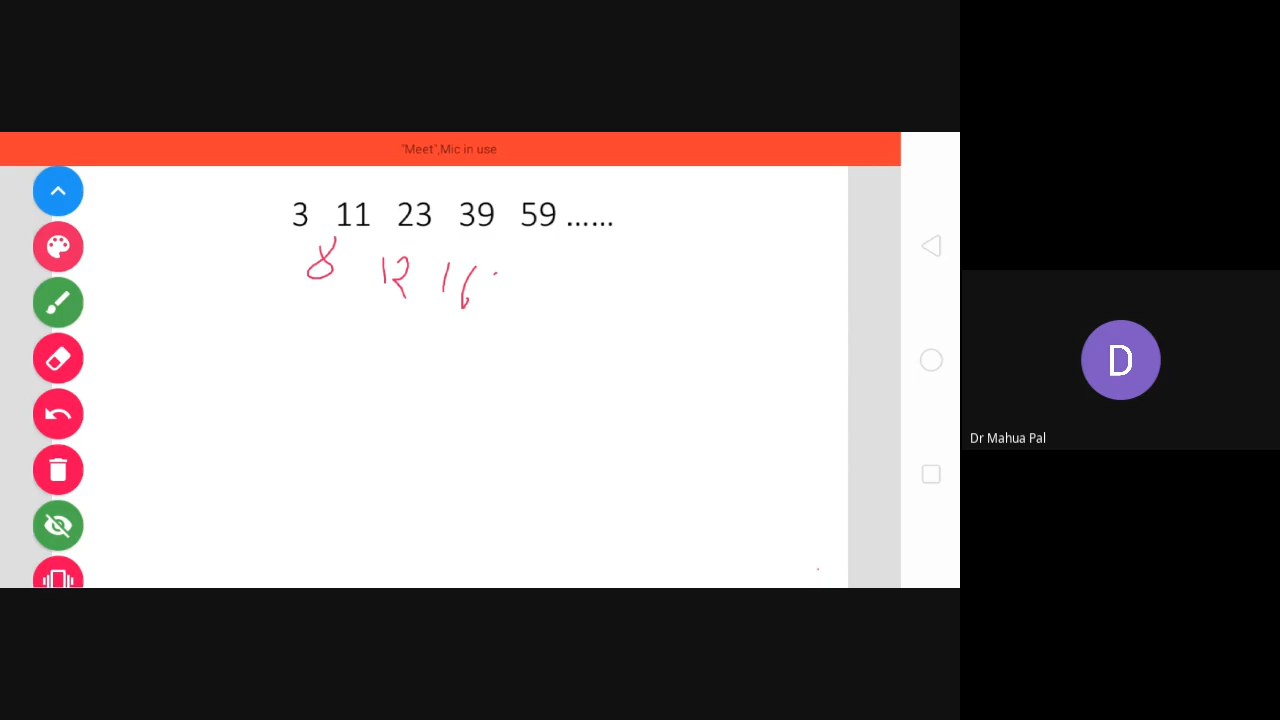 "Meet",Mic in use
3 11 23 39 59 ......
8 12 16
D
Dr Mahua Pal